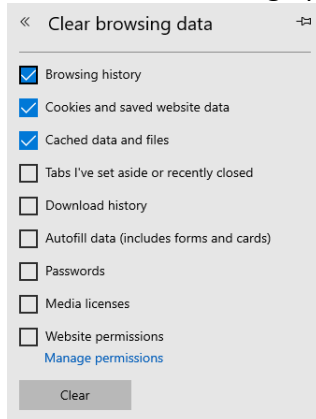 Clear browsing data
Browsing history
Cookies and saved website data
Cached data and files
Tabs I've set aside or recently closed
Download history
Autofill data (includes forms and cards)
Passwords
Media licenses
Website permissions
Manage permissions
Clear